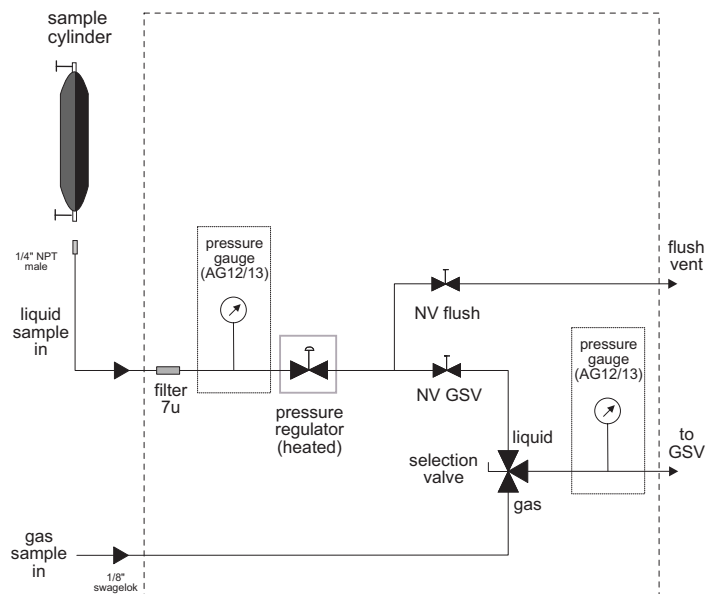 sample
cylinder
1/4" NPT
male
liquid
sample
in
filter
7u
pressure
gauge
(AG12/13)
pressure
regulator
(heated)
NV flush
flush
vent
NV GSV
pressure
gauge
(AG12/13)
liquid
selection
valve
gas
to
GSV
gas
sample
in
1/8"
swagelok